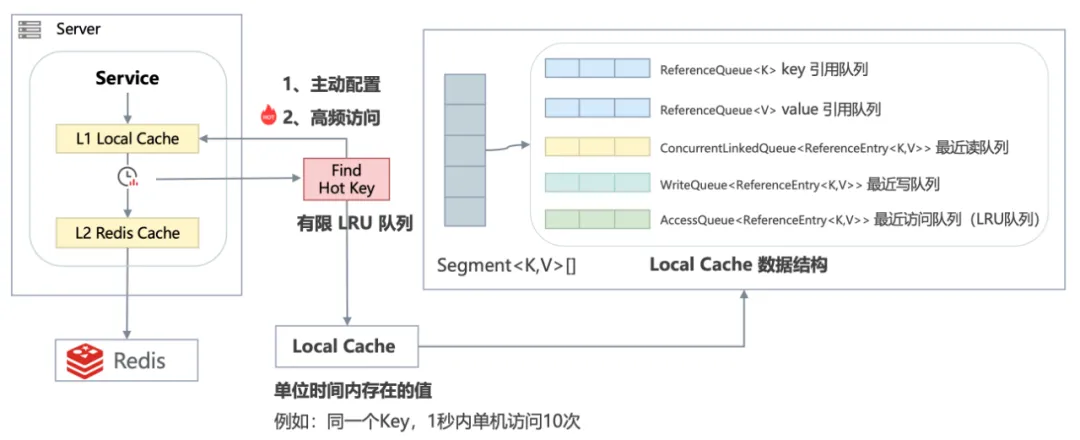 Server
Service
L1 Local Cache
L2 Redis Cache
Redis
1、主动配置
HOT
2、高频访问
Find
Hot Key
有限 LRU 队列
Local Cache
单位时间内存在的值
例如：同一个Key，1秒内单机访问10次
ReferenceQueue<K> key 引用队列
ReferenceQueue<V> value 引用队列
ConcurrentLinkedQueue<ReferenceEntry<K,V>> 最近读队列
WriteQueue<ReferenceEntry<K,V>> 最近写队列
AccessQueue<ReferenceEntry<K,V>> 最近访问队列（LRU队列）
Segment<K,V>[]
Local Cache 数据结构